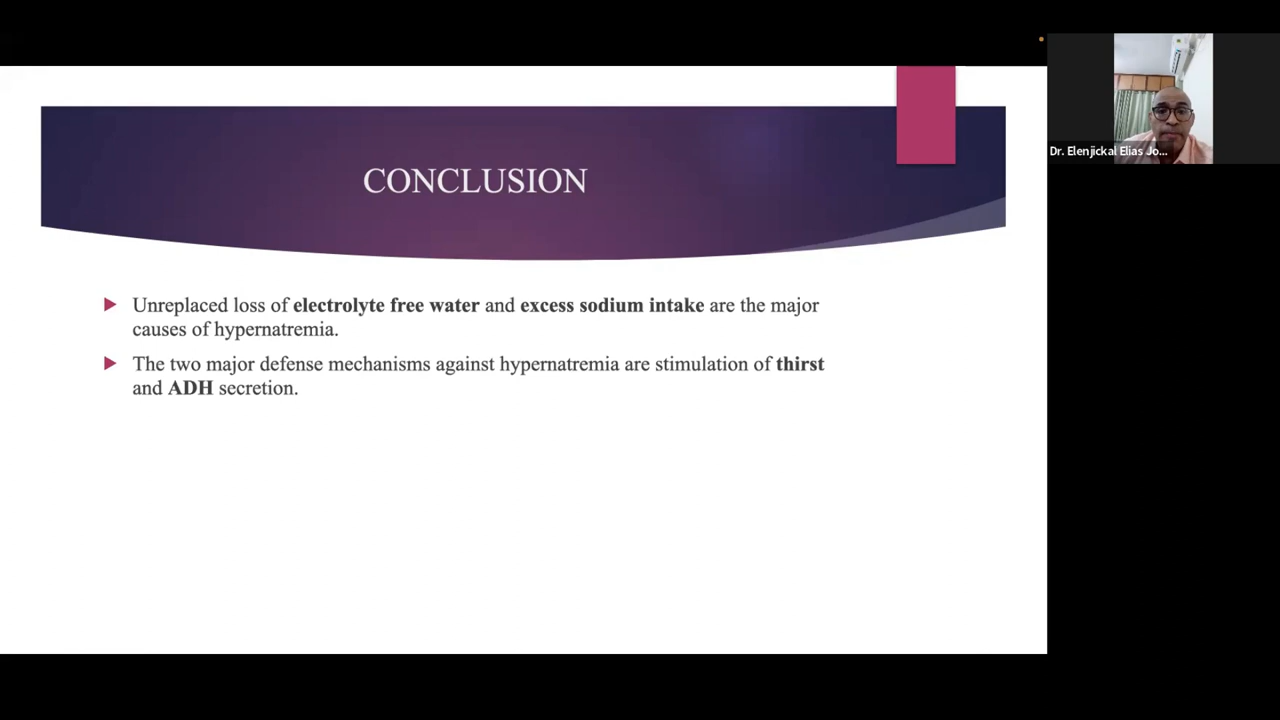 CONCLUSION
Unreplaced loss of electrolyte free water and excess sodium intake are the major
causes of hypernatremia.
The two major defense mechanisms against hypernatremia are stimulation of thirst
and ADH secretion.
Dr. Elenjickal Elias Jo...